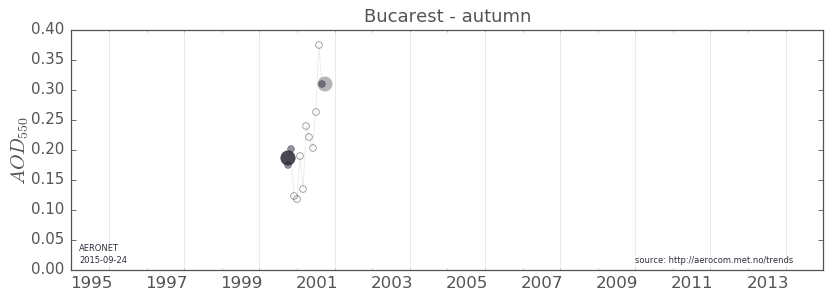 Bucarest - autumn
0.40
0.35
0.30
0.25
0.20
0.15
0.10
0.05
0.00
AOD550
AERONET
2015-09-24
source: http://aerocom.met.no/trends
1995 1997 1999 2001 2003 2005 2007 2009 2011 2013